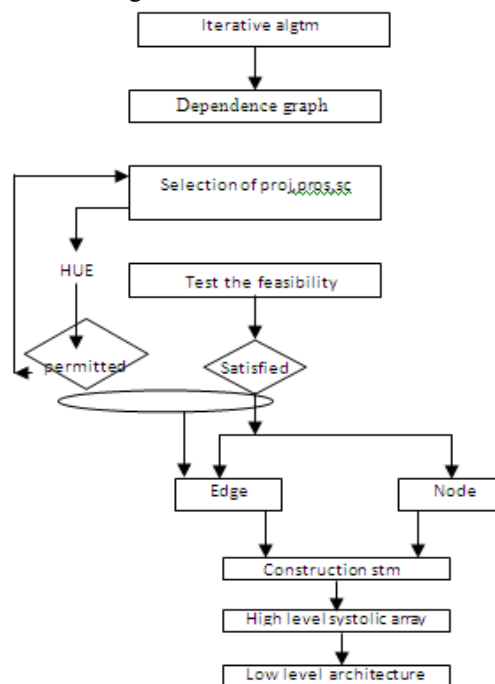 Iterative algtm
Dependence graph
Selection of proj,pros,sc
HUE
Test the feasibility
permitted
Satisfied
Edge
Node
Construction stm
High level systolic array
Low level architecture